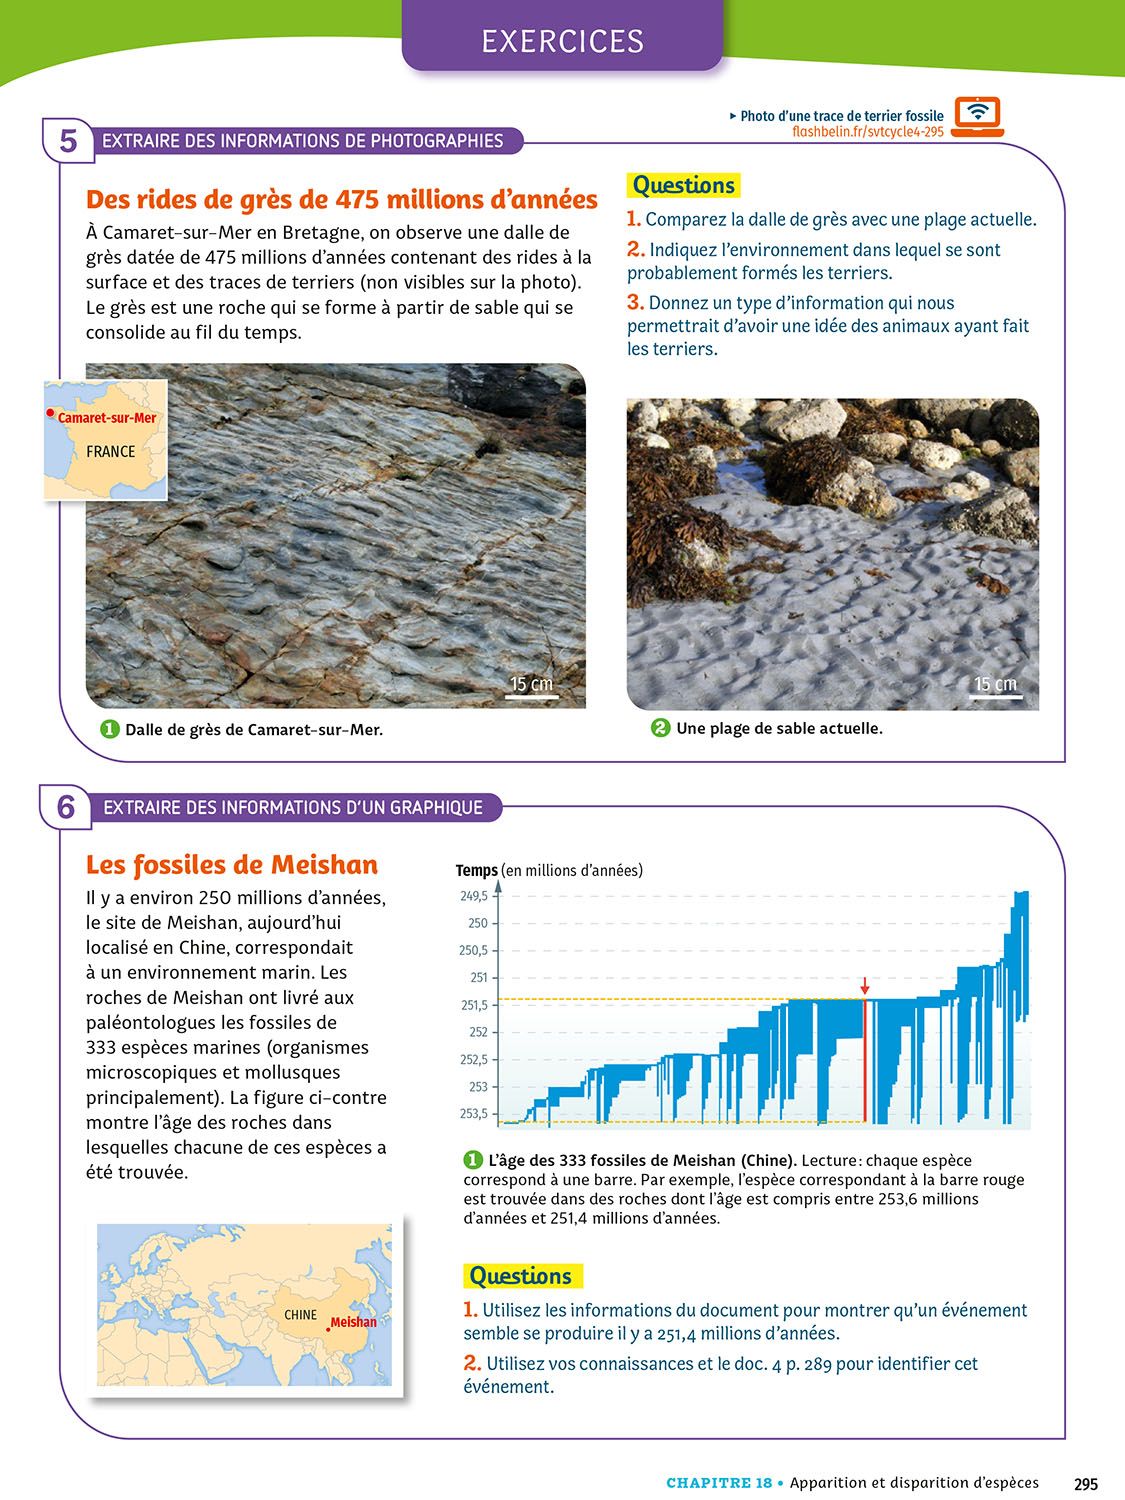 EXERCICES
▸ Photo d'une trace de terrier fossile
flashbelin.fr/svtcycle4-295
5 EXTRAIRE DES INFORMATIONS DE PHOTOGRAPHIES
Des rides de grès de 475 millions d'années
À Camaret-sur-Mer en Bretagne, on observe une dalle de
grès datée de 475 millions d'années contenant des rides à la
surface et des traces de terriers (non visibles sur la photo).
Le grès est une roche qui se forme à partir de sable qui se
consolide au fil du temps.
Camaret-sur-Mer
FRANCE
15 cm
1 Dalle de grès de Camaret-sur-Mer.
Questions
1. Comparez la dalle de grès avec une plage actuelle.
2. Indiquez l'environnement dans lequel se sont
probablement formés les terriers.
3. Donnez un type d'information qui nous
permettrait d'avoir une idée des animaux ayant fait
les terriers.
15 cm
2 Une plage de sable actuelle.
6 EXTRAIRE DES INFORMATIONS D'UN GRAPHIQUE
Les fossiles de Meishan
Il y a environ 250 millions d'années,
le site de Meishan, aujourd'hui
localisé en Chine, correspondait
à un environnement marin. Les
roches de Meishan ont livré aux
paléontologues les fossiles de
333 espèces marines (organismes
microscopiques et mollusques
principalement). La figure ci-contre
montre l'âge des roches dans
lesquelles chacune de ces espèces a
été trouvée.
CHINE
Meishan
Temps (en millions d'années)
249,5
250
250,5
251
251,5
252
252,5
253
253,5
1 L'âge des 333 fossiles de Meishan (Chine). Lecture : chaque espèce
correspond à une barre. Par exemple, l'espèce correspondant à la barre rouge
est trouvée dans des roches dont l'âge est compris entre 253,6 millions
d'années et 251,4 millions d'années.
Questions
1. Utilisez les informations du document pour montrer qu'un événement
semble se produire il y a 251,4 millions d'années.
2. Utilisez vos connaissances et le doc. 4 p. 289 pour identifier cet
événement.
CHAPITRE 18 • Apparition et disparition d'espèces 295